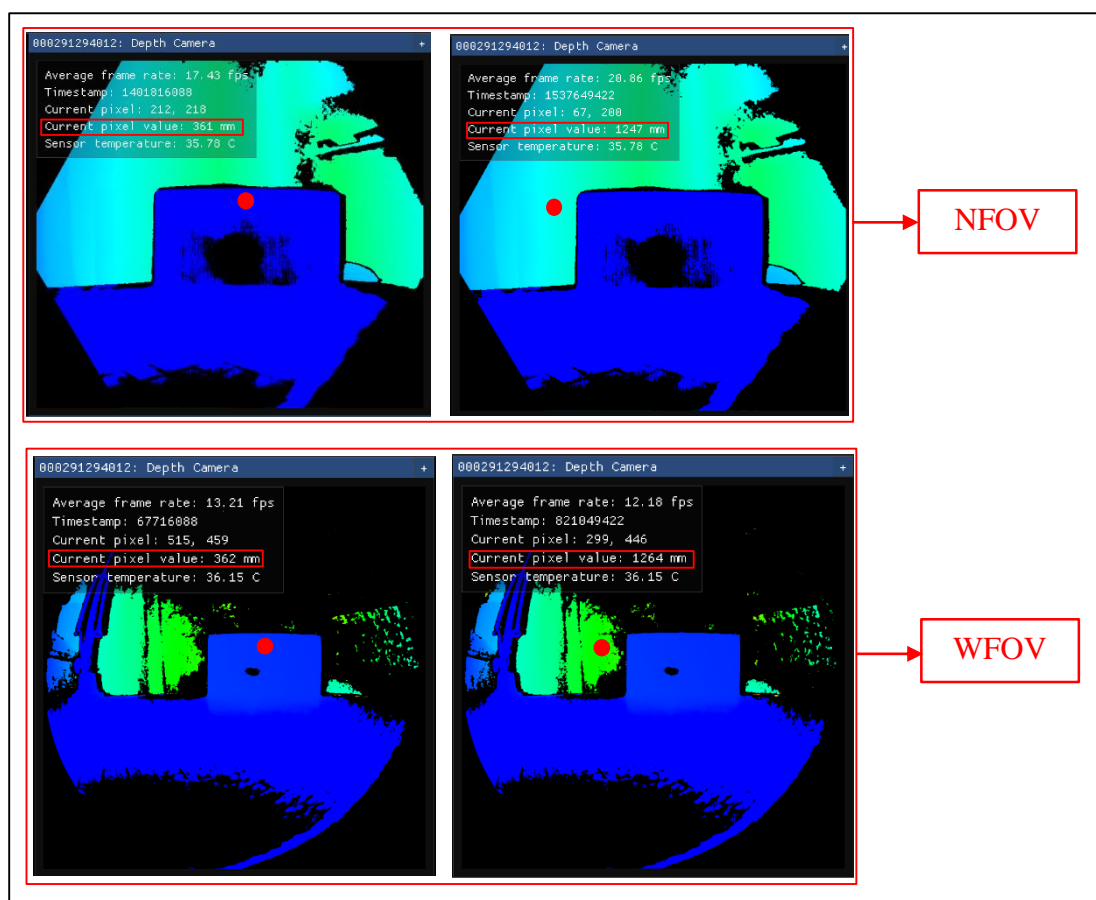 000291294012: Depth Camera +
Average frame rate: 17.43 fps
Timestamp: 1401816088
Current pixel: 212, 218
Current pixel value: 361 mm
Sensor temperature: 35.78 C
000291294012: Depth Camera +
Average frame rate: 20.86 fps
Timestamp: 1537649422
Current pixel: 67, 200
Current pixel value: 1247 mm
Sensor temperature: 35.78 C
NFOV
000291294012: Depth Camera +
Average frame rate: 13.21 fps
Timestamp: 67716088
Current pixel: 515, 459
Current pixel value: 362 mm
Sensor temperature: 36.15 C
000291294012: Depth Camera +
Average frame rate: 12.18 fps
Timestamp: 821049422
Current pixel: 299, 446
Current pixel value: 1264 mm
Sensor temperature: 36.15 C
WFOV